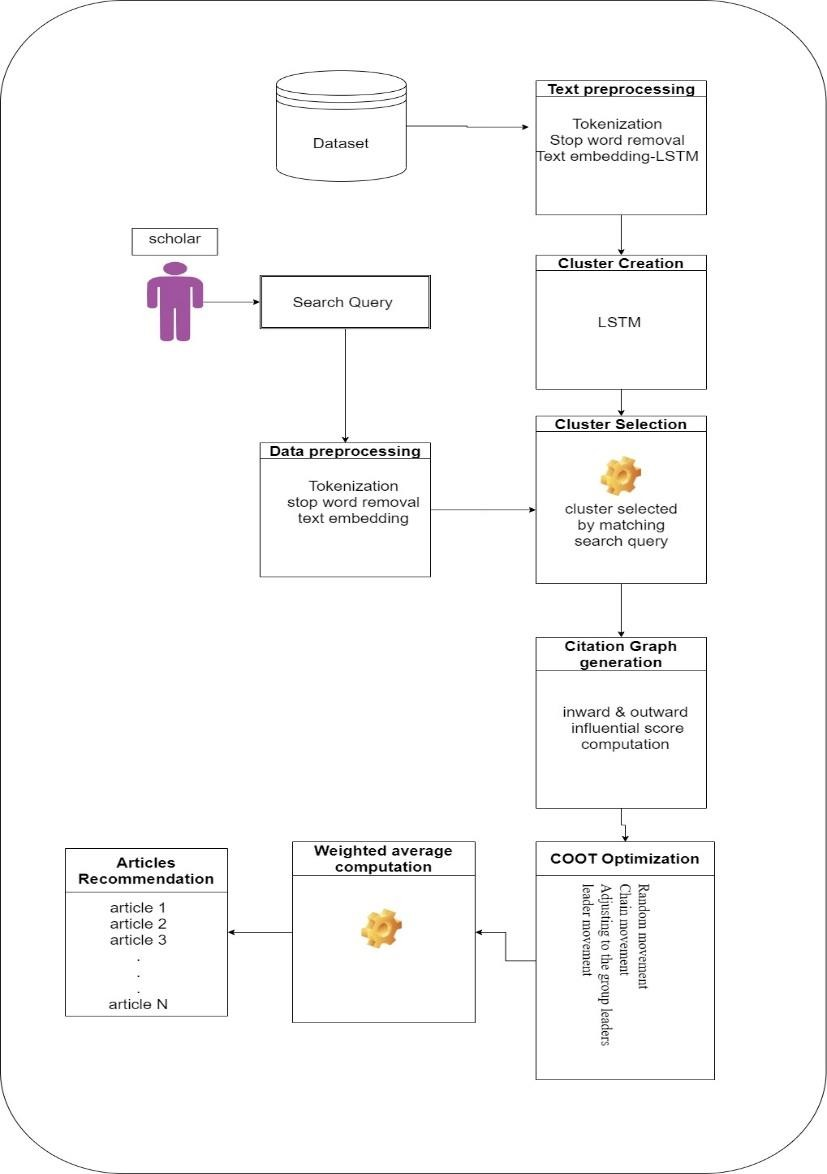 Dataset
Text preprocessing
Tokenization
Stop word removal
Text embedding-LSTM
scholar
Search Query
Cluster Creation
LSTM
Data preprocessing
Tokenization
stop word removal
text embedding
Cluster Selection
cluster selected
by matching
search query
Citation Graph
generation
inward & outward
influential score
computation
COOT Optimization
Random movement
Chain movement
Adjusting to the group leaders
leader movement
Weighted average
computation
Articles
Recommendation
article 1
article 2
article 3
.
.
.
article N